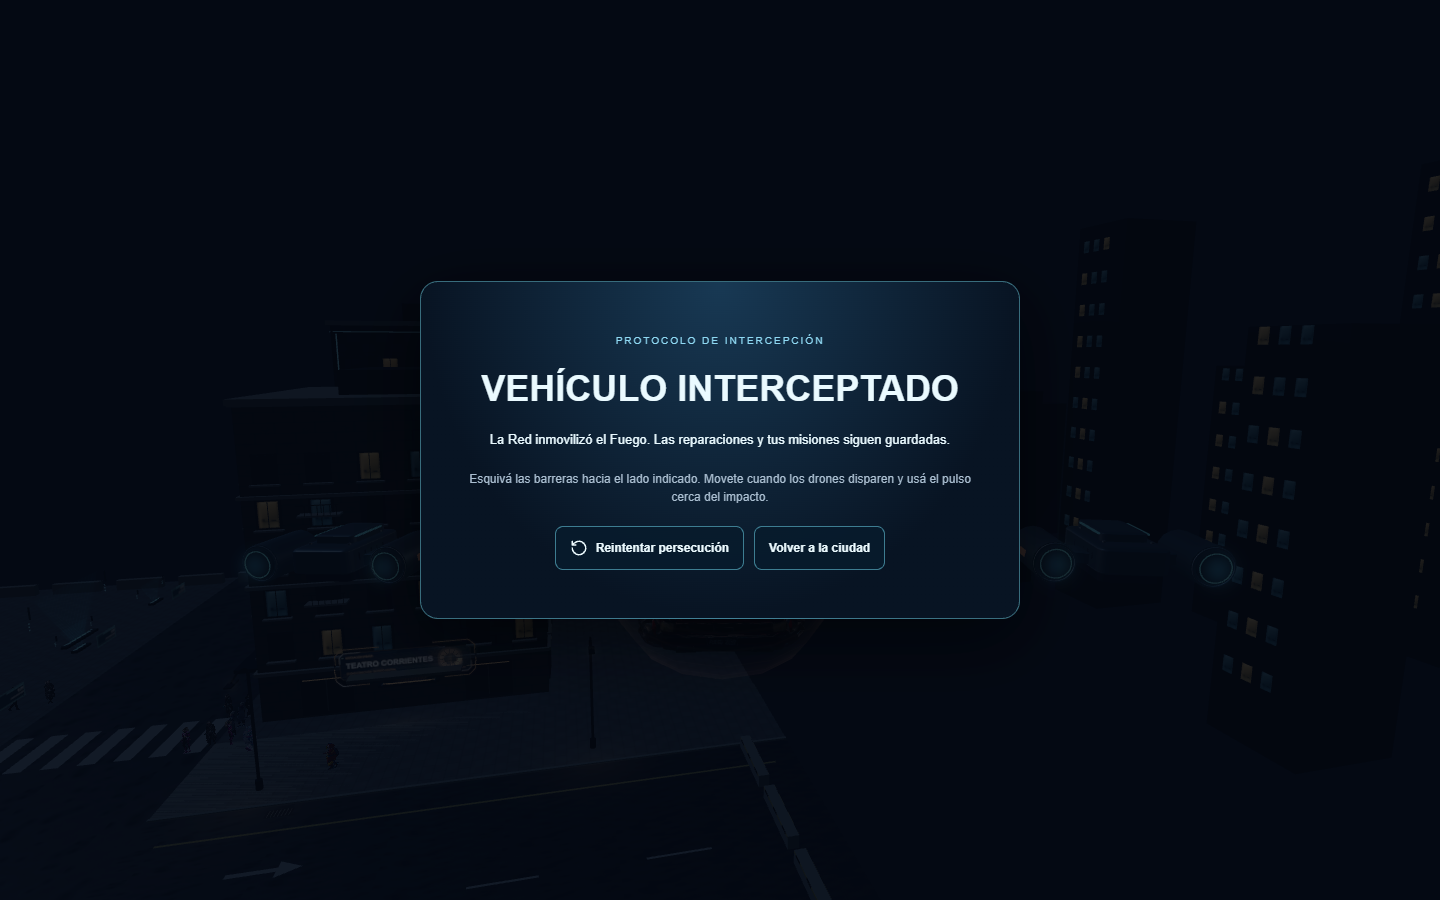 PROTOCOLO DE INTERCEPCIÓN
VEHÍCULO INTERCEPTADO
La Red inmovilizó el Fuego. Las reparaciones y tus misiones siguen guardadas.
Esquivá las barreras hacia el lado indicado. Movete cuando los drones disparen y usá el pulso
cerca del impacto.
Reintentar persecución
Volver a la ciudad
TEATRO CORRIENTES